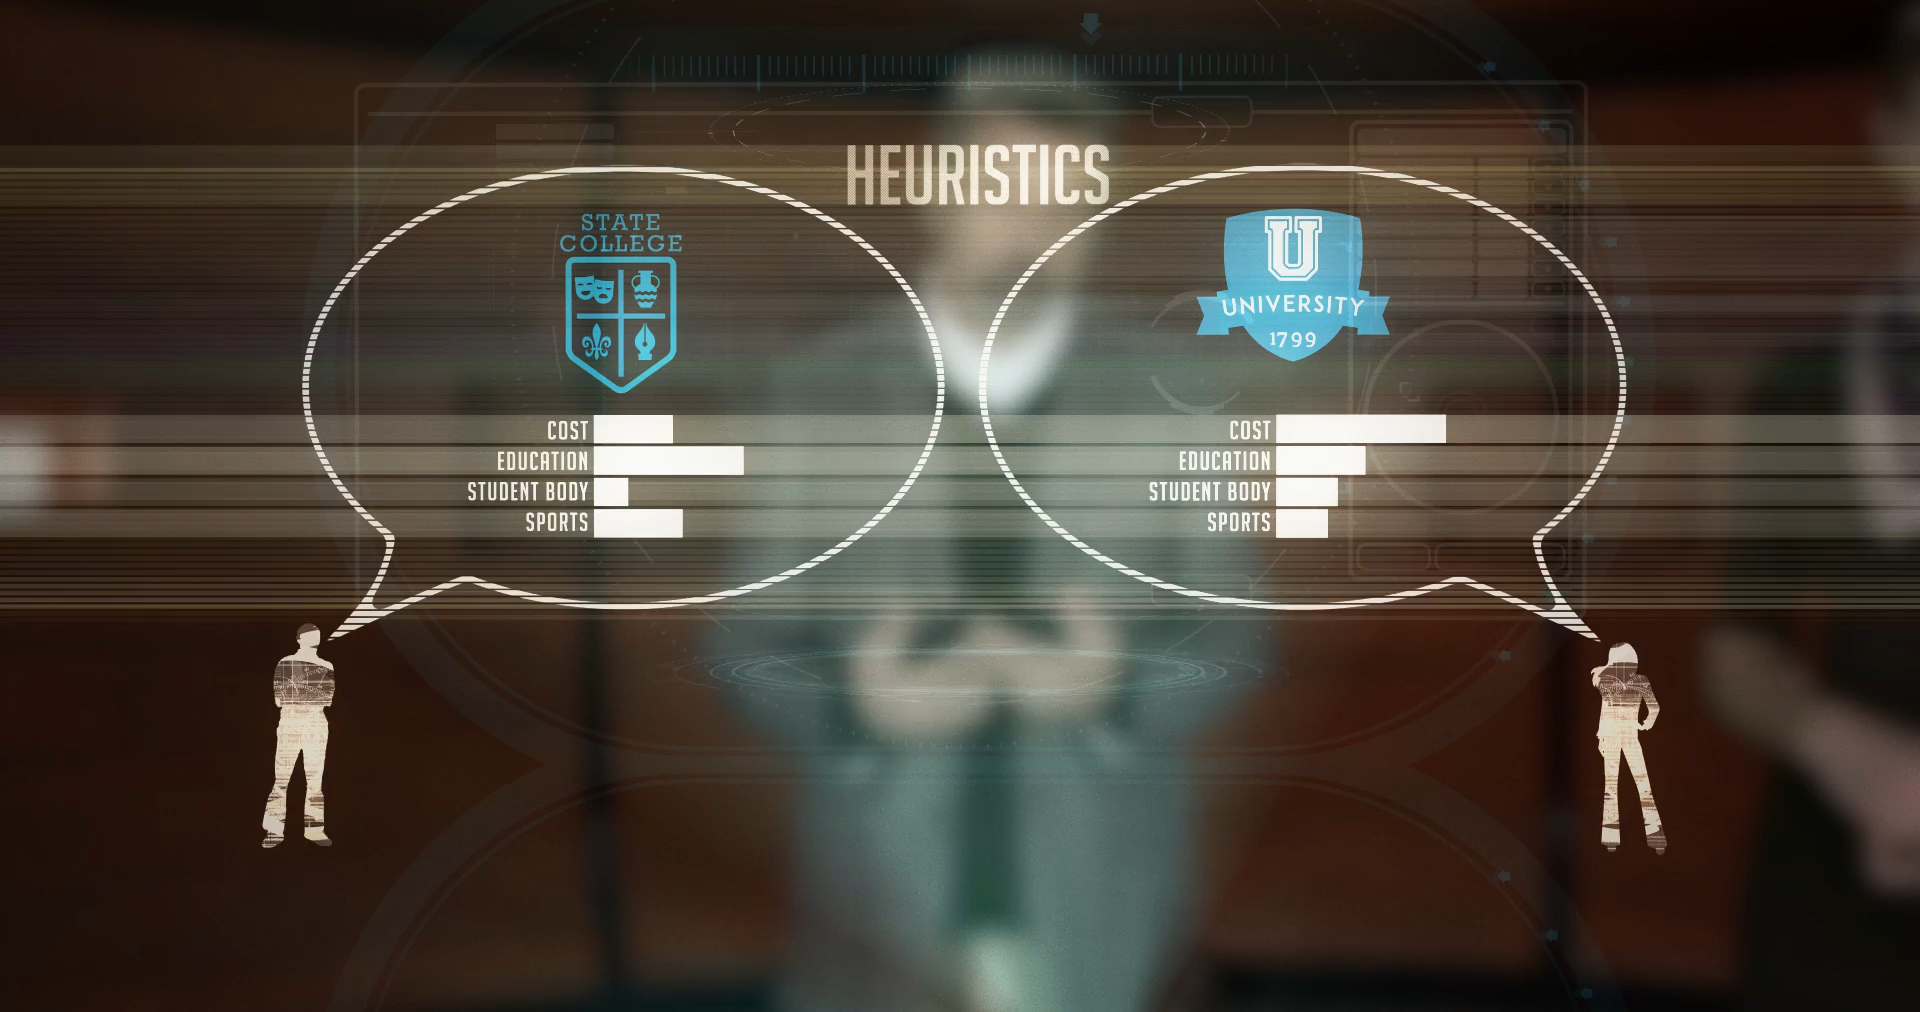 HEURISTICS
STATE
COLLEGE
COST
EDUCATION
STUDENT BODY
SPORTS
U
UNIVERSITY
1799
COST
EDUCATION
STUDENT BODY
SPORTS